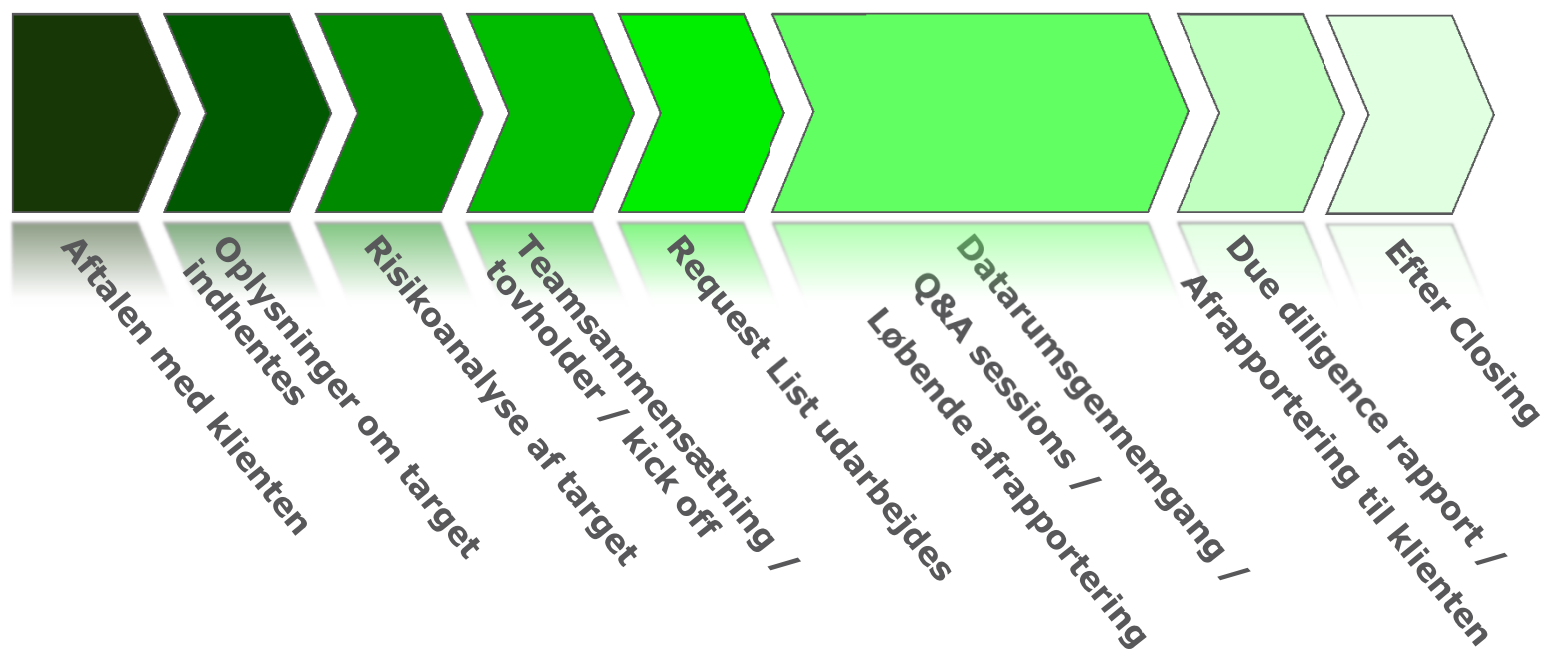 Aftalen med klienten
Oplysninger om target
indhentes
Risikoanalyse af target
Teamsammensætning /
tovholder / kick off
Request List udarbejdes
Datarumsgennemgang /
Q&A sessions /
Løbende afrapportering
Due diligence rapport /
Afrapportering til klienten
Efter Closing